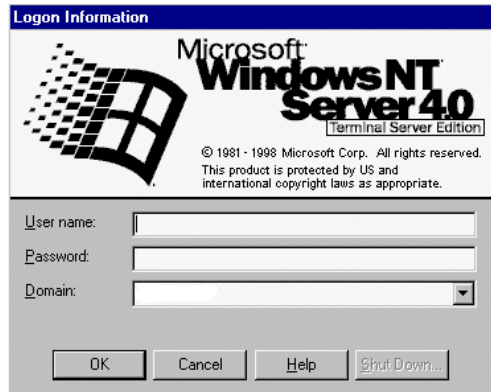 Logon Information
Microsoft
Windows NT
Server 4.0
Terminal Server Edition
© 1981 - 1998 Microsoft Corp.  All rights reserved.
This product is protected by US and
international copyright laws as appropriate.
User name:
Password:
Domain:
OK Cancel Help Shut Down...